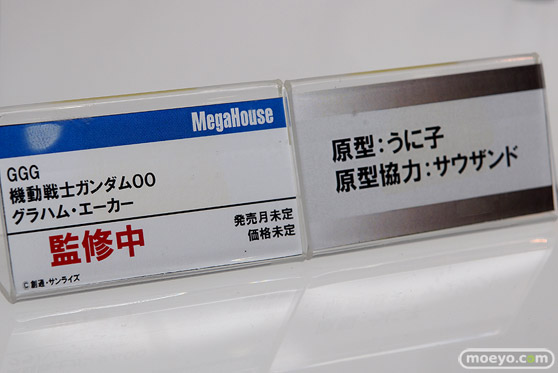 MegaHouse
GGG
機動戦士ガンダム00
グラハム・エーカー
監修中
発売月未定
価格未定
©創通・サンライズ
原型:うに子
原型協力:サウザンド
moeyo.com